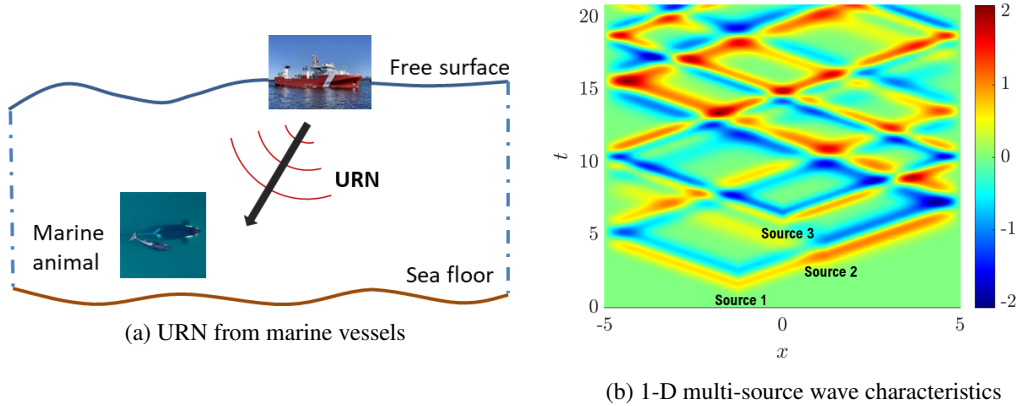 Free surface
URN
Marine
animal
Sea floor
(a) URN from marine vessels
20
15
10
5
0
t
-5
0
5
x
Source 3
Source 2
Source 1
2
1
0
-1
-2
(b) 1-D multi-source wave characteristics